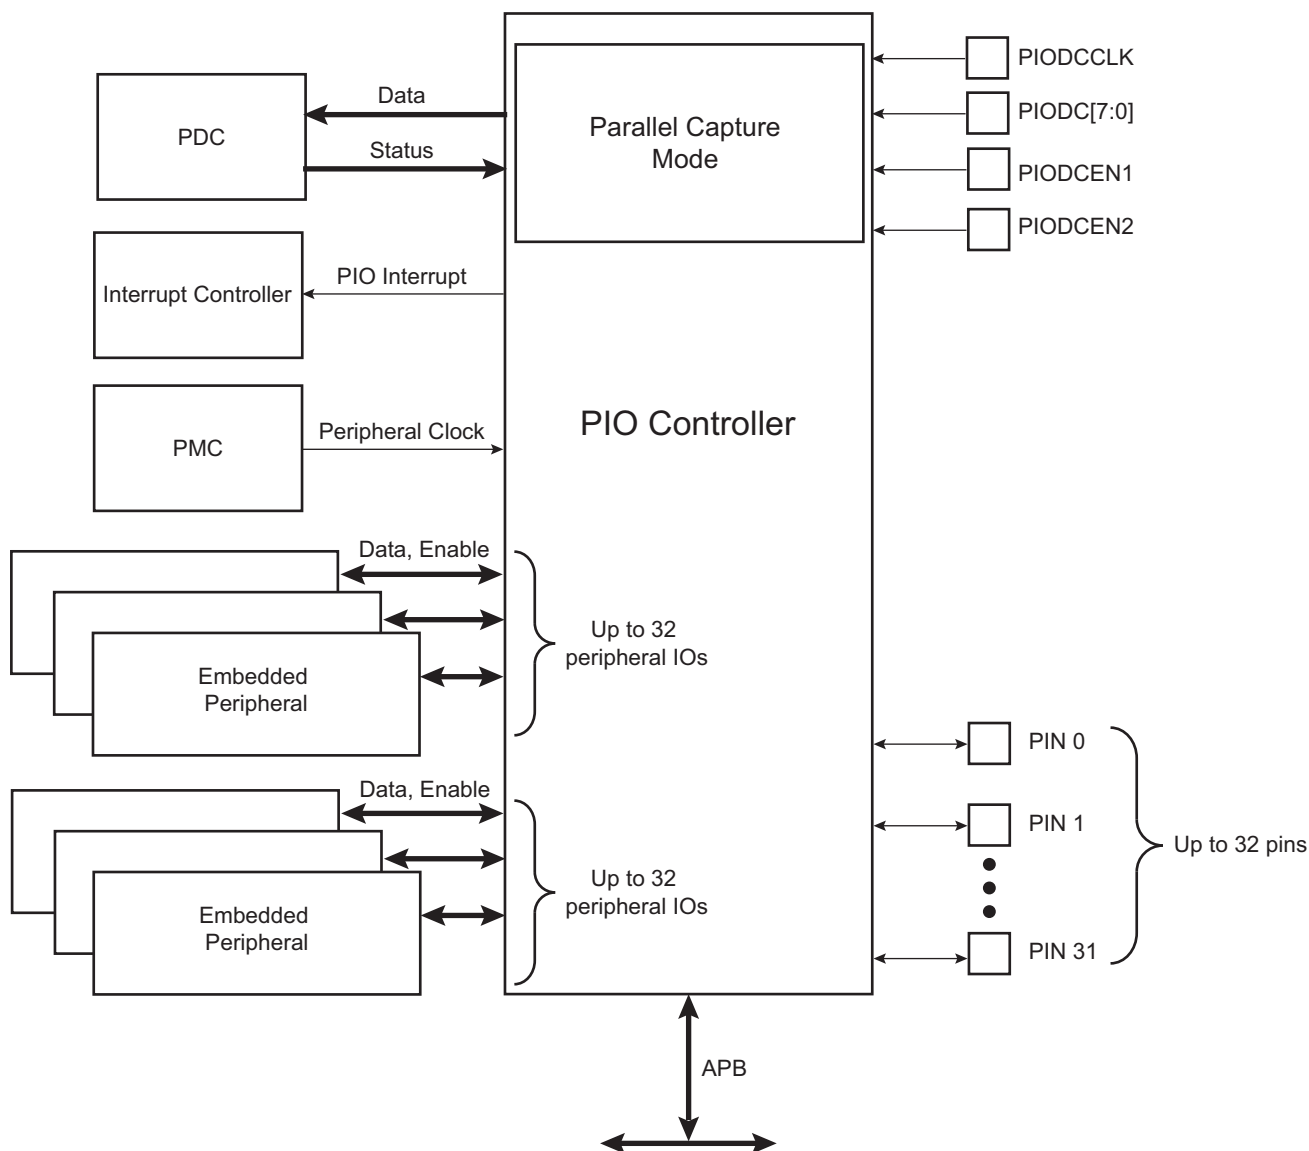 PIODCCLK
Data
PIODC[7:0]
Parallel Capture
Mode
PDC
Status
PIODCEN1
PIODCEN2
PIO Interrupt
Interrupt Controller
PIO Controller
Peripheral Clock
PMC
Data, Enable
Up to 32
peripheral IOs
Embedded
Peripheral
PIN 0
Data, Enable
PIN 1
Up to 32 pins
Up to 32
peripheral IOs
Embedded
Peripheral
PIN 31
APB